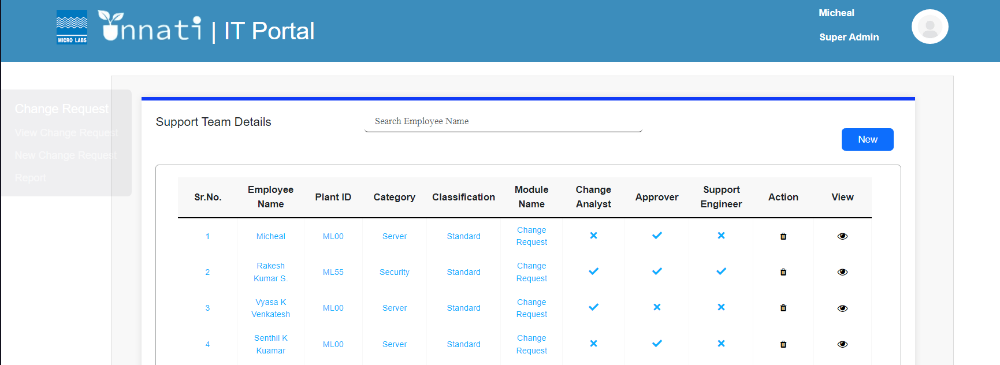 MICRO LABS
Unnati | IT Portal
Micheal
Super Admin
Change Request
View Change Request
New Change Request
Report
Support Team Details
Search Employee Name
New
Sr.No. Employee Name Plant ID Category Classification Module Name Change Analyst Approver Support Engineer Action View
1 Micheal ML00 Server Standard Change Request
2 Rakesh Kumar S. ML55 Security Standard Change Request
3 Vyasa K Venkatesh ML00 Server Standard Change Request
4 Senthil K Kuamar ML00 Server Standard Change Request